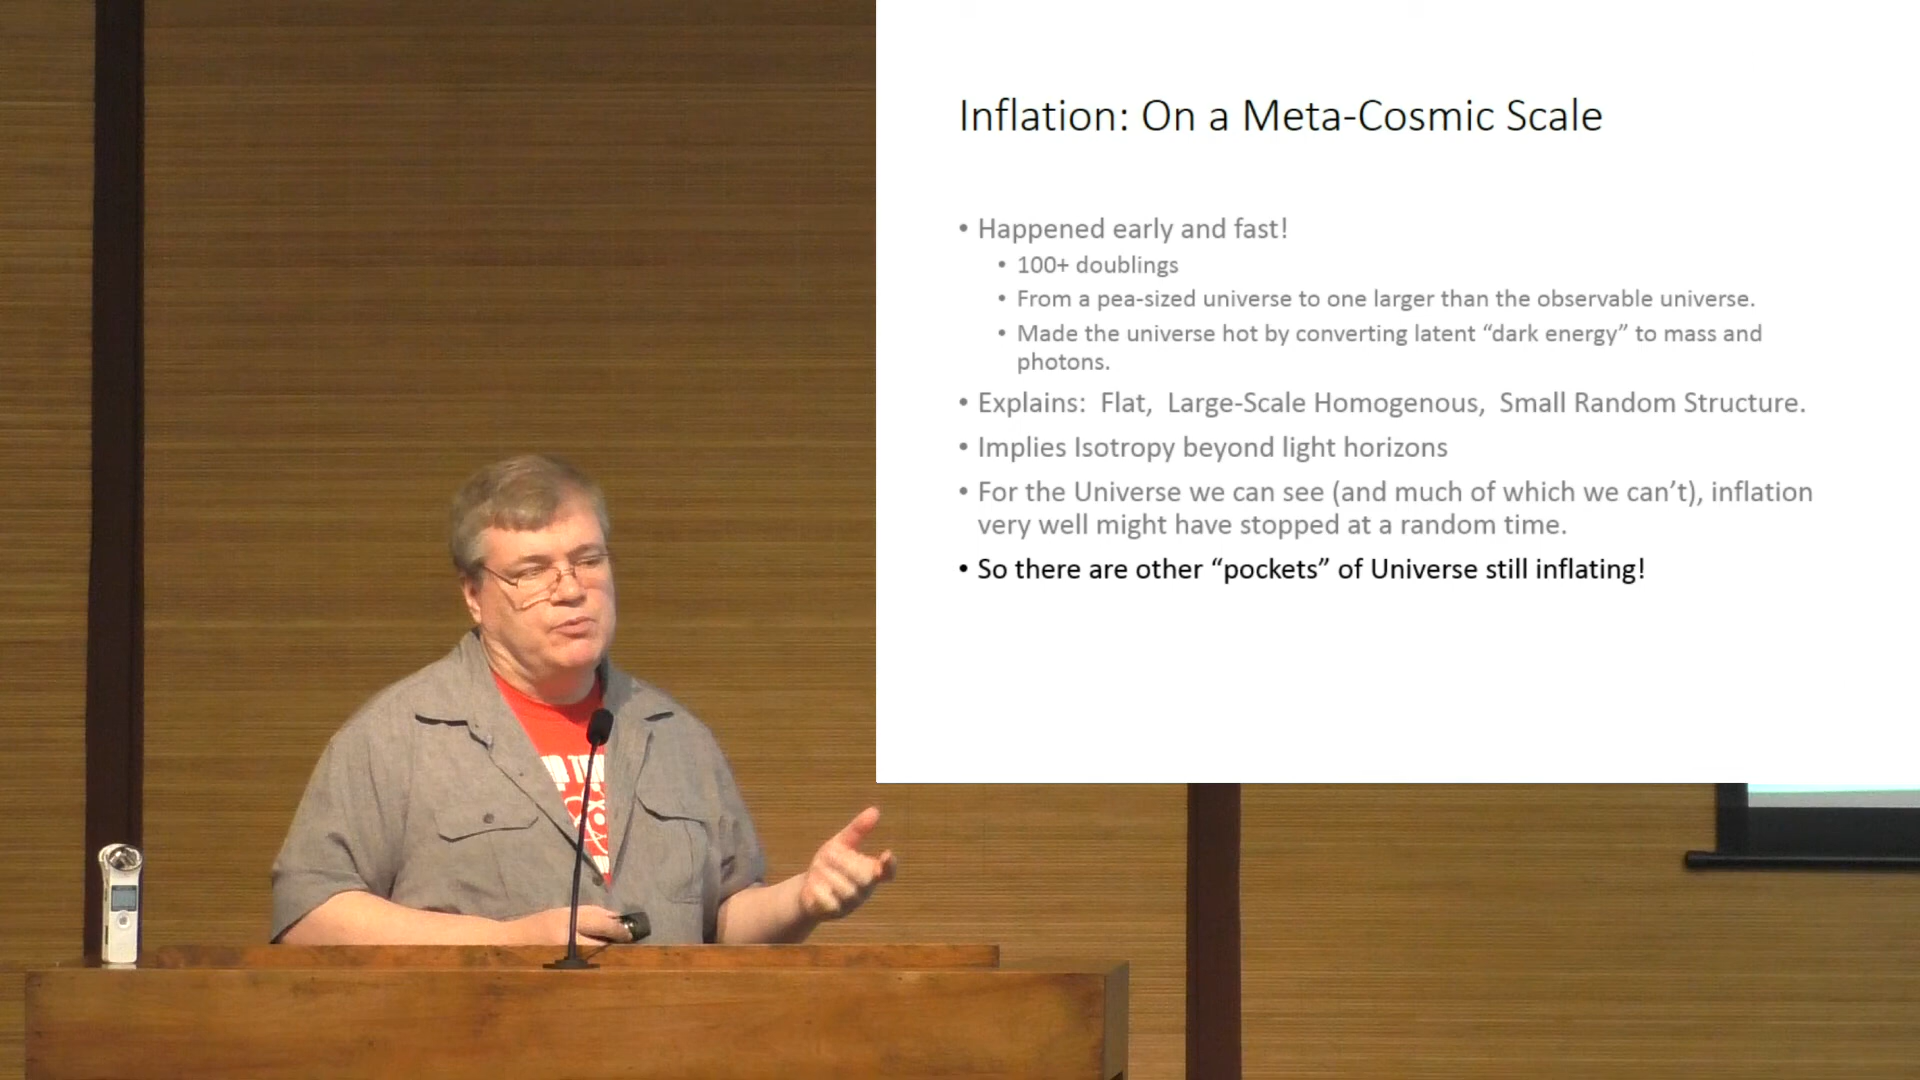 Inflation: On a Meta-Cosmic Scale
• Happened early and fast!
• 100+ doublings
• From a pea-sized universe to one larger than the observable universe.
• Made the universe hot by converting latent “dark energy” to mass and
photons.
• Explains:  Flat,  Large-Scale Homogenous,  Small Random Structure.
• Implies Isotropy beyond light horizons
• For the Universe we can see (and much of which we can’t), inflation
very well might have stopped at a random time.
• So there are other “pockets” of Universe still inflating!